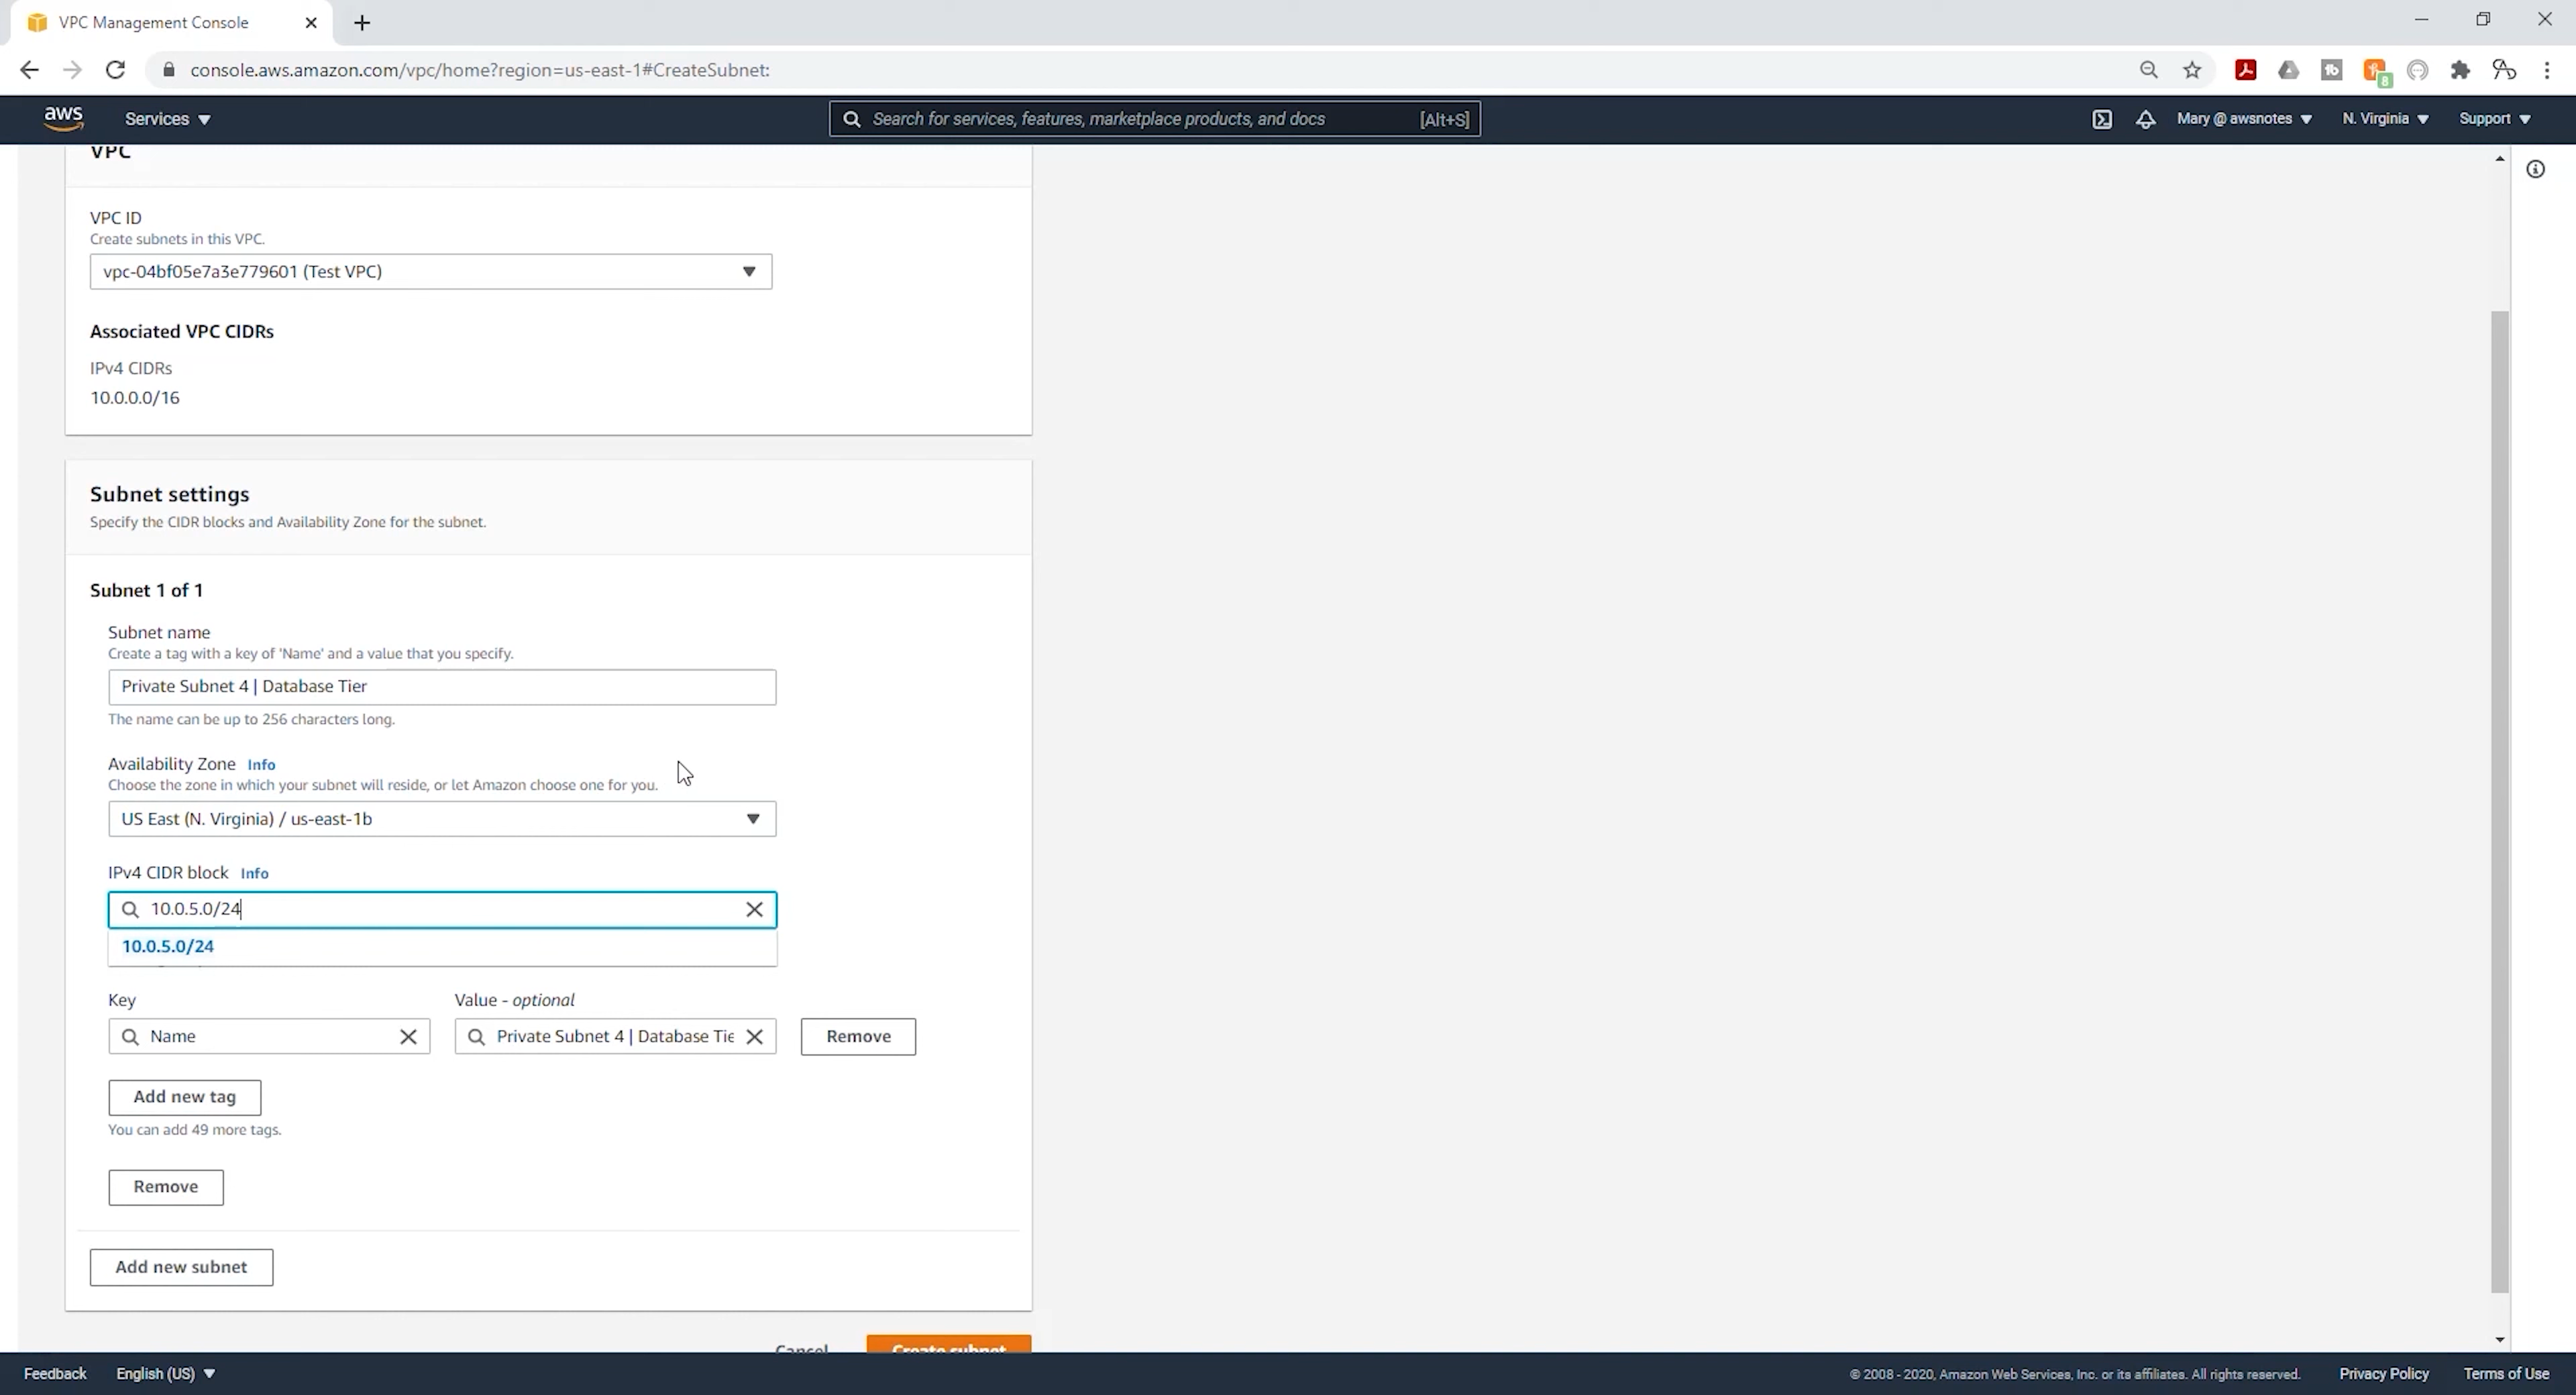 VPC Management Console
console.aws.amazon.com/vpc/home?region=us-east-1#CreateSubnet:
8
aws Services Search for services, features, marketplace products, and docs [Alt+S] Mary @ awsnotes N. Virginia Support
VPC
VPC ID
Create subnets in this VPC.
vpc-04bf05e7a3e779601 (Test VPC)
Associated VPC CIDRs
IPv4 CIDRs
10.0.0.0/16
Subnet settings
Specify the CIDR blocks and Availability Zone for the subnet.
Subnet 1 of 1
Subnet name
Create a tag with a key of 'Name' and a value that you specify.
Private Subnet 4 | Database Tier
The name can be up to 256 characters long.
Availability Zone Info
Choose the zone in which your subnet will reside, or let Amazon choose one for you.
US East (N. Virginia) / us-east-1b
IPv4 CIDR block Info
10.0.5.0/24
10.0.5.0/24
Key Value - optional
Name Private Subnet 4 | Database Tie Remove
Add new tag
You can add 49 more tags.
Remove
Add new subnet
Cancel Create subnet
Feedback English (US) © 2008 - 2020, Amazon Web Services, Inc. or its affiliates. All rights reserved. Privacy Policy Terms of Use